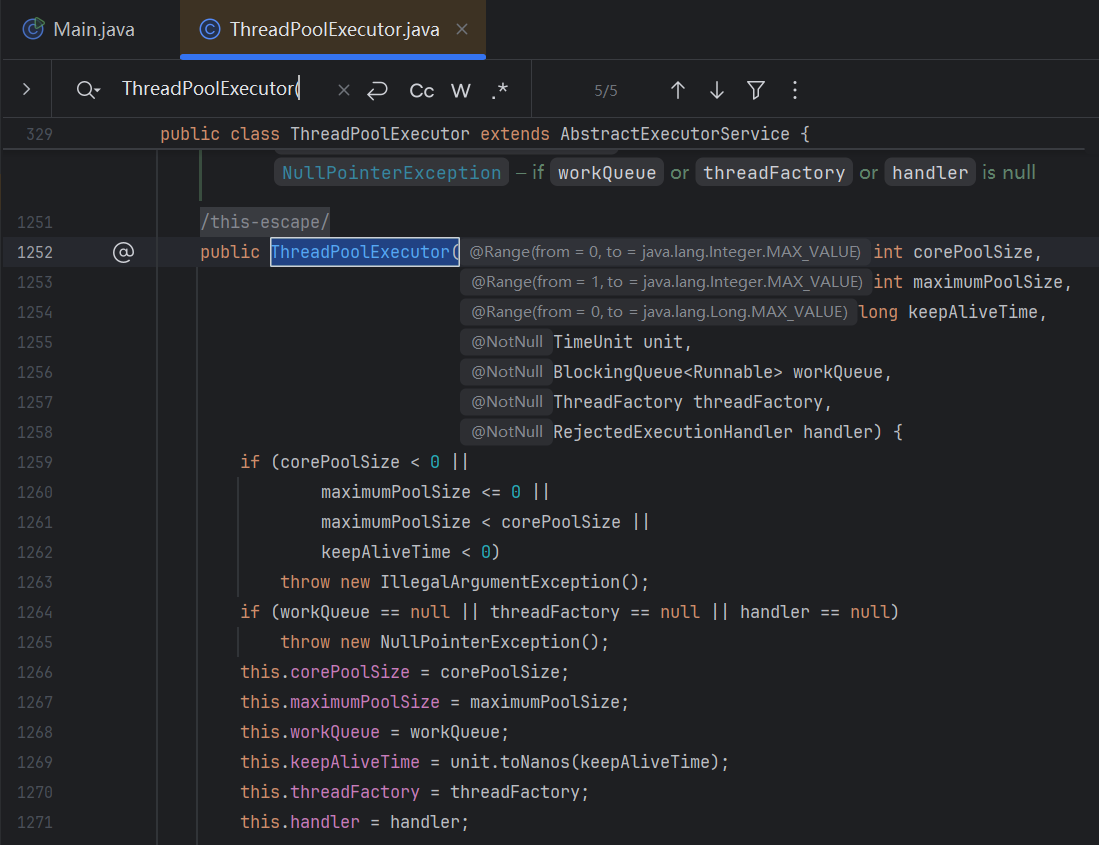 Main.java ThreadPoolExecutor.java
ThreadPoolExecutor( Cc W .* 5/5
329 public class ThreadPoolExecutor extends AbstractExecutorService {
NullPointerException – if workQueue or threadFactory or handler is null
1251 /this-escape/
1252 @ public ThreadPoolExecutor( @Range(from = 0, to = java.lang.Integer.MAX_VALUE) int corePoolSize,
1253 @Range(from = 1, to = java.lang.Integer.MAX_VALUE) int maximumPoolSize,
1254 @Range(from = 0, to = java.lang.Long.MAX_VALUE) long keepAliveTime,
1255 @NotNull TimeUnit unit,
1256 @NotNull BlockingQueue<Runnable> workQueue,
1257 @NotNull ThreadFactory threadFactory,
1258 @NotNull RejectedExecutionHandler handler) {
1259 if (corePoolSize < 0 ||
1260 maximumPoolSize <= 0 ||
1261 maximumPoolSize < corePoolSize ||
1262 keepAliveTime < 0)
1263 throw new IllegalArgumentException();
1264 if (workQueue == null || threadFactory == null || handler == null)
1265 throw new NullPointerException();
1266 this.corePoolSize = corePoolSize;
1267 this.maximumPoolSize = maximumPoolSize;
1268 this.workQueue = workQueue;
1269 this.keepAliveTime = unit.toNanos(keepAliveTime);
1270 this.threadFactory = threadFactory;
1271 this.handler = handler;